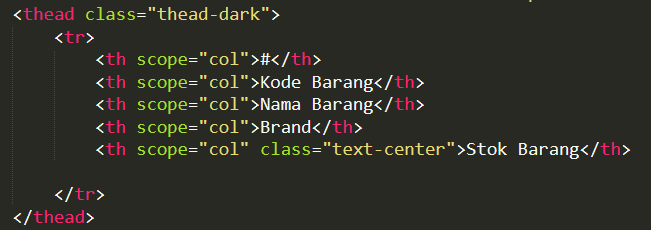 <thead class="thead-dark">
<tr>
<th scope="col">#</th>
<th scope="col">Kode Barang</th>
<th scope="col">Nama Barang</th>
<th scope="col">Brand</th>
<th scope="col" class="text-center">Stok Barang</th>
</tr>
</thead>